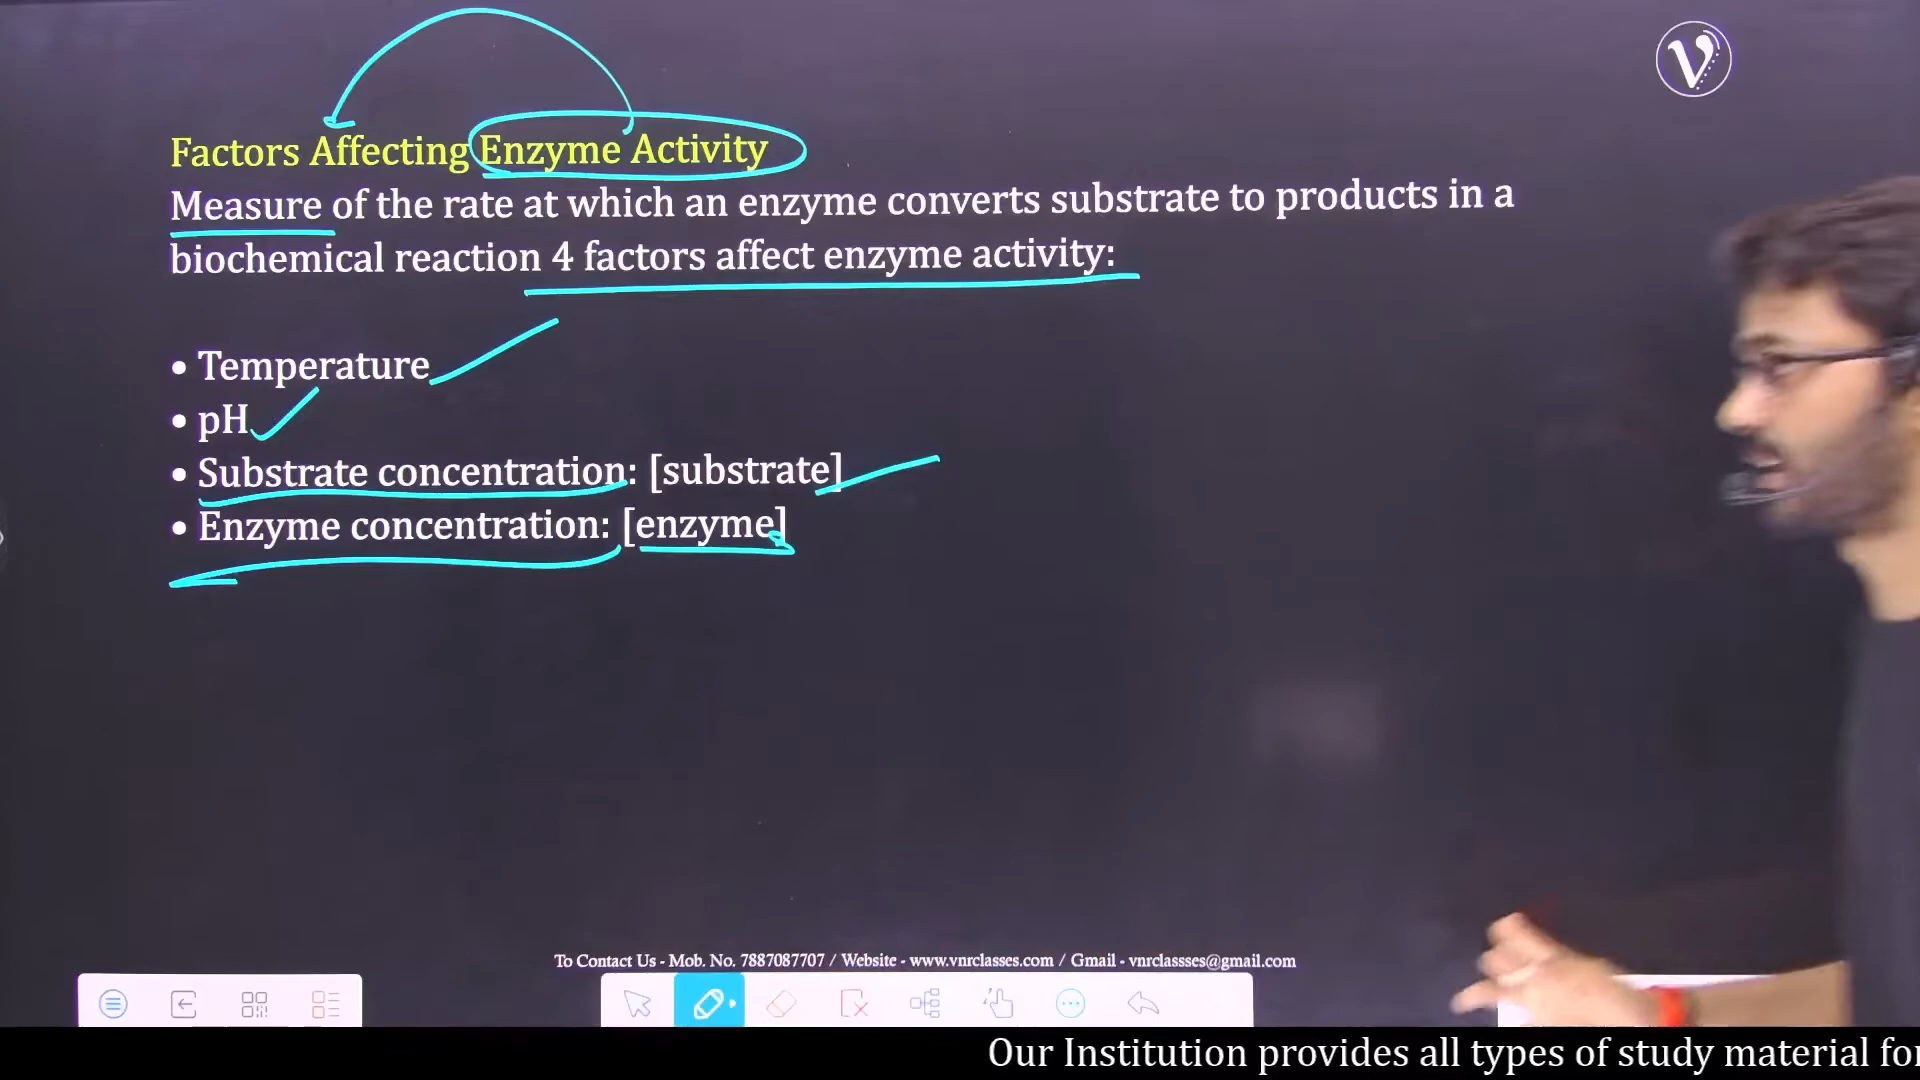 Factors Affecting Enzyme Activity
Measure of the rate at which an enzyme converts substrate to products in a
biochemical reaction 4 factors affect enzyme activity:
• Temperature
• pH
• Substrate concentration: [substrate]
• Enzyme concentration: [enzyme]
To Contact Us - Mob. No. 7887087707 / Website - www.vnrclasses.com / Gmail - vnrclassses@gmail.com
Our Institution provides all types of study material for